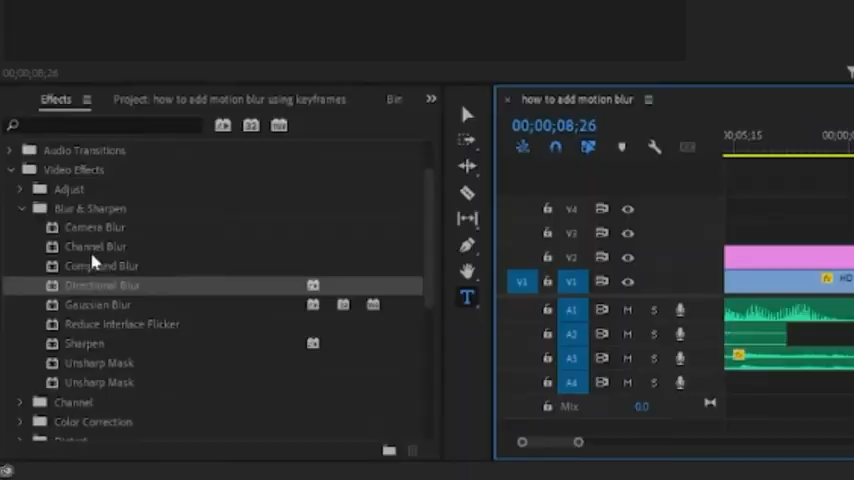 00;00;08;26
Effects
Project: how to add motion blur using keyframes
Bin
how to add motion blur
00;00;08;26
00;05;15
00;00;
Audio Transitions
Video Effects
Adjust
Blur & Sharpen
Camera Blur
Channel Blur
Compound Blur
Directional Blur
Gaussian Blur
Reduce Interlace Flicker
Sharpen
Unsharp Mask
Unsharp Mask
Channel
Color Correction
Distort
V4
V3
V2
V1 V1 HD
A1 M S
A2 M S
A3 M S
A4 M S
Mix 0.0
32
T